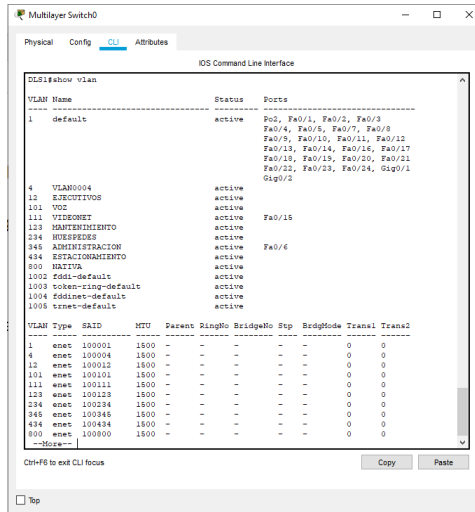 Multilayer Switch0
Physical Config CLI Attributes
IOS Command Line Interface
DLS1#show vlan
VLAN Name Status Ports
---- -------------------------------- --------- -------------------------------
1 default active Po2, Fa0/1, Fa0/2, Fa0/3
Fa0/4, Fa0/5, Fa0/7, Fa0/8
Fa0/9, Fa0/10, Fa0/11, Fa0/12
Fa0/13, Fa0/14, Fa0/16, Fa0/17
Fa0/18, Fa0/19, Fa0/20, Fa0/21
Fa0/22, Fa0/23, Fa0/24, Gig0/1
Gig0/2
4 VLAN0004 active
12 EJECUTIVOS active
101 VOZ active
111 VIDEONET active Fa0/15
123 MANTENIMIENTO active
234 HUESPEDES active
345 ADMINISTRACION active Fa0/6
434 ESTACIONAMIENTO active
800 NATIVA active
1002 fddi-default active
1003 token-ring-default active
1004 fddinet-default active
1005 trnet-default active
VLAN Type SAID MTU Parent RingNo BridgeNo Stp BrdgMode Trans1 Trans2
---- ----- ---------- ----- ------ ------ -------- ---- -------- ------ ------
1 enet 100001 1500 - - - - - 0 0
4 enet 100004 1500 - - - - - 0 0
12 enet 100012 1500 - - - - - 0 0
101 enet 100101 1500 - - - - - 0 0
111 enet 100111 1500 - - - - - 0 0
123 enet 100123 1500 - - - - - 0 0
234 enet 100234 1500 - - - - - 0 0
345 enet 100345 1500 - - - - - 0 0
434 enet 100434 1500 - - - - - 0 0
800 enet 100800 1500 - - - - - 0 0
--More--
Ctrl+F6 to exit CLI focus Copy Paste
Top